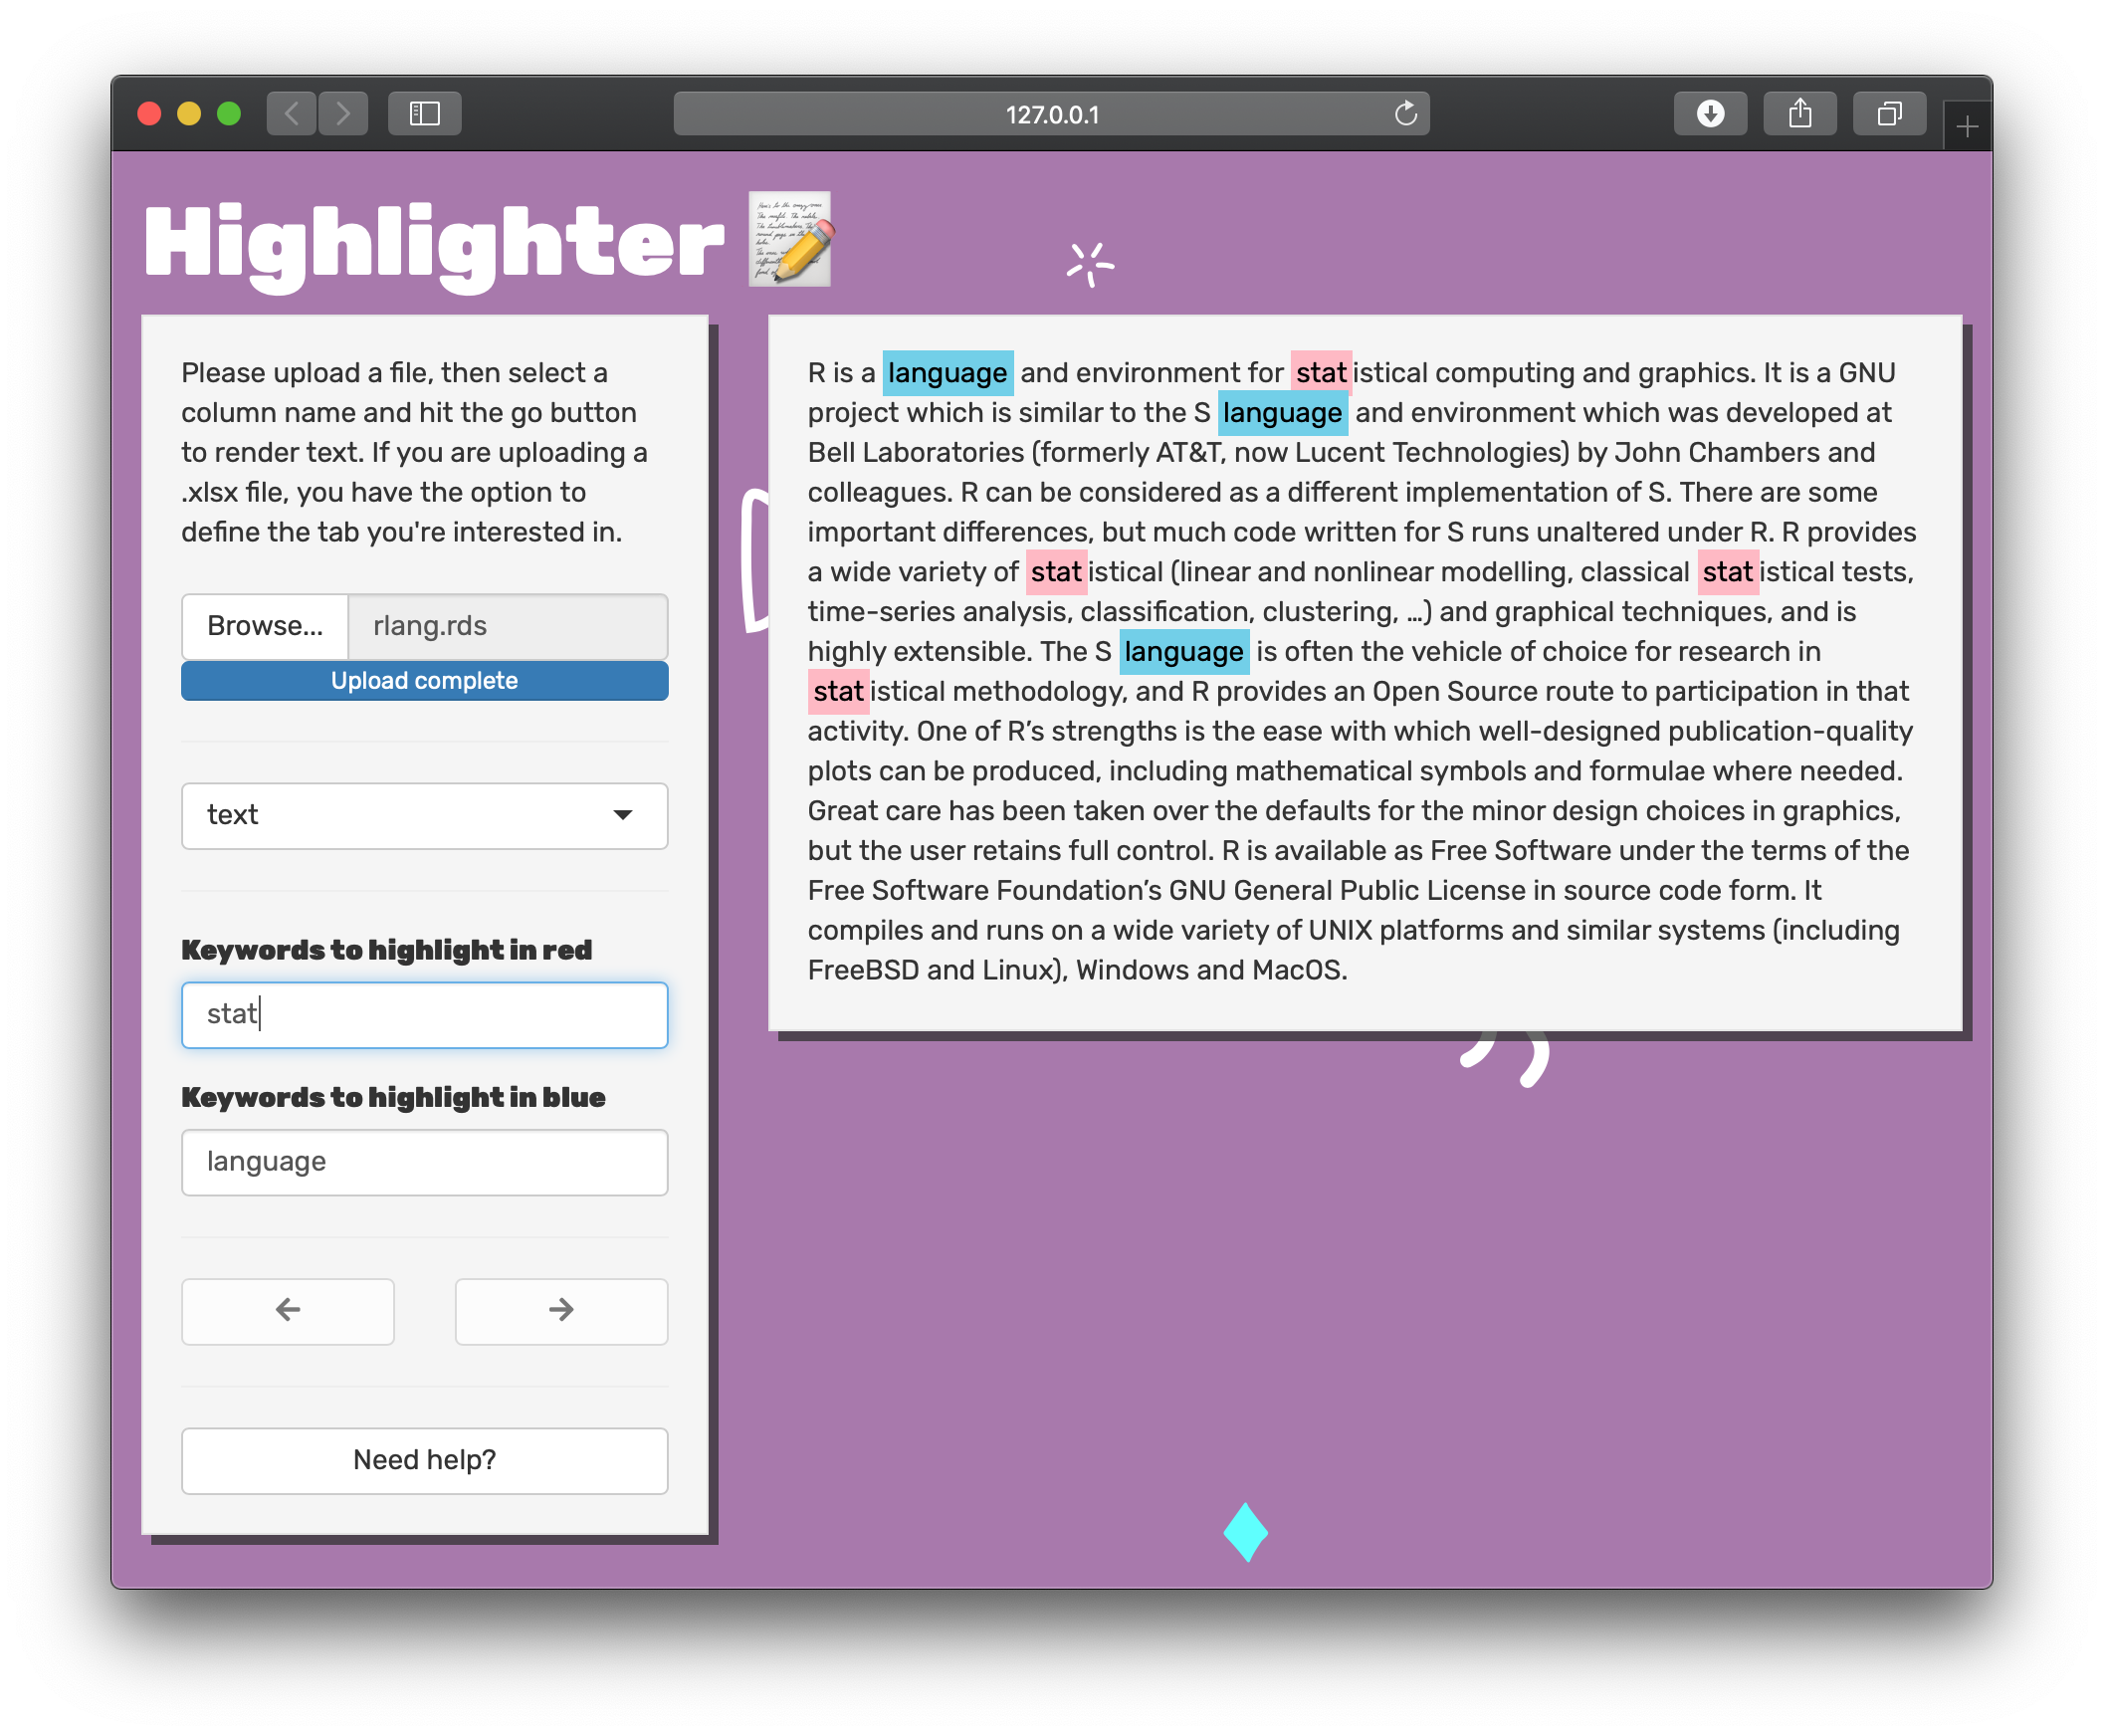 127.0.0.1
Highlighter
Please upload a file, then select a
column name and hit the go button
to render text. If you are uploading a
.xlsx file, you have the option to
define the tab you're interested in.
Browse... rlang.rds
Upload complete
text
Keywords to highlight in red
stat
Keywords to highlight in blue
language
Need help?
R is a language and environment for statistical computing and graphics. It is a GNU
project which is similar to the S language and environment which was developed at
Bell Laboratories (formerly AT&T, now Lucent Technologies) by John Chambers and
colleagues. R can be considered as a different implementation of S. There are some
important differences, but much code written for S runs unaltered under R. R provides
a wide variety of statistical (linear and nonlinear modelling, classical statistical tests,
time-series analysis, classification, clustering, …) and graphical techniques, and is
highly extensible. The S language is often the vehicle of choice for research in
statistical methodology, and R provides an Open Source route to participation in that
activity. One of R’s strengths is the ease with which well-designed publication-quality
plots can be produced, including mathematical symbols and formulae where needed.
Great care has been taken over the defaults for the minor design choices in graphics,
but the user retains full control. R is available as Free Software under the terms of the
Free Software Foundation’s GNU General Public License in source code form. It
compiles and runs on a wide variety of UNIX platforms and similar systems (including
FreeBSD and Linux), Windows and MacOS.